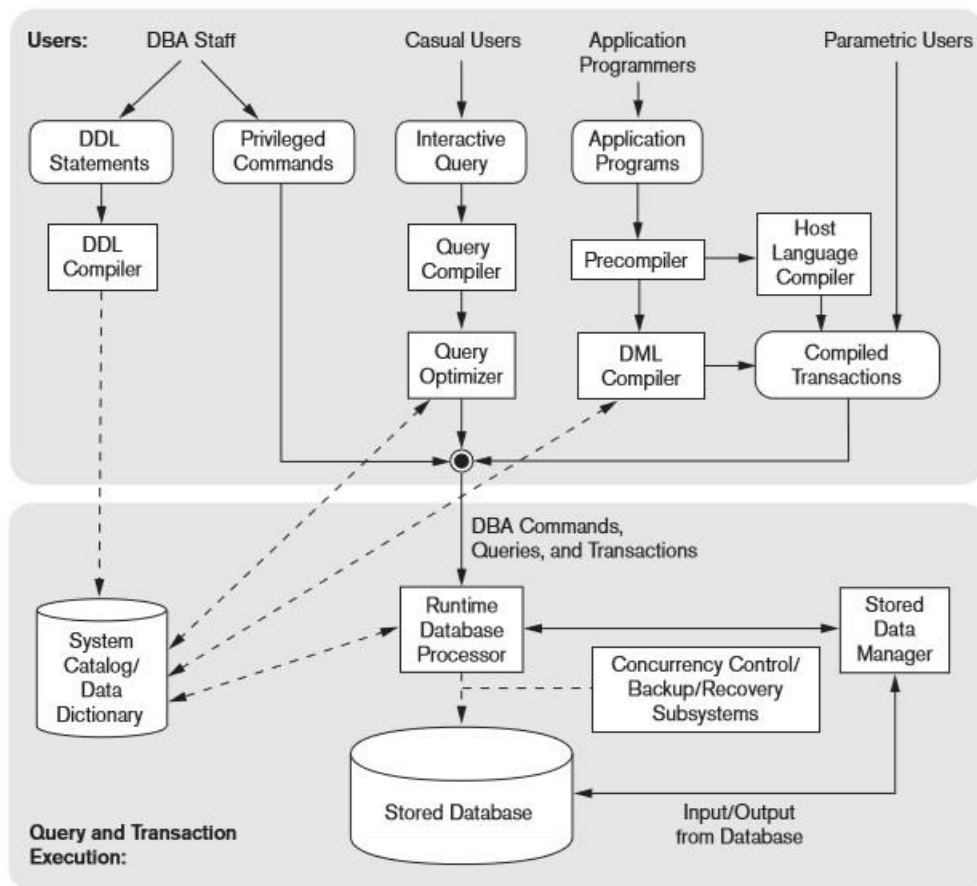 Users:
DBA Staff
Casual Users
Application
Programmers
Parametric Users
DDL
Statements
Privileged
Commands
Interactive
Query
Application
Programs
DDL
Compiler
Query
Compiler
Precompiler
Host
Language
Compiler
Query
Optimizer
DML
Compiler
Compiled
Transactions
DBA Commands,
Queries, and Transactions
System
Catalog/
Data
Dictionary
Runtime
Database
Processor
Stored
Data
Manager
Concurrency Control/
Backup/Recovery
Subsystems
Stored Database
Input/Output
from Database
Query and Transaction
Execution: